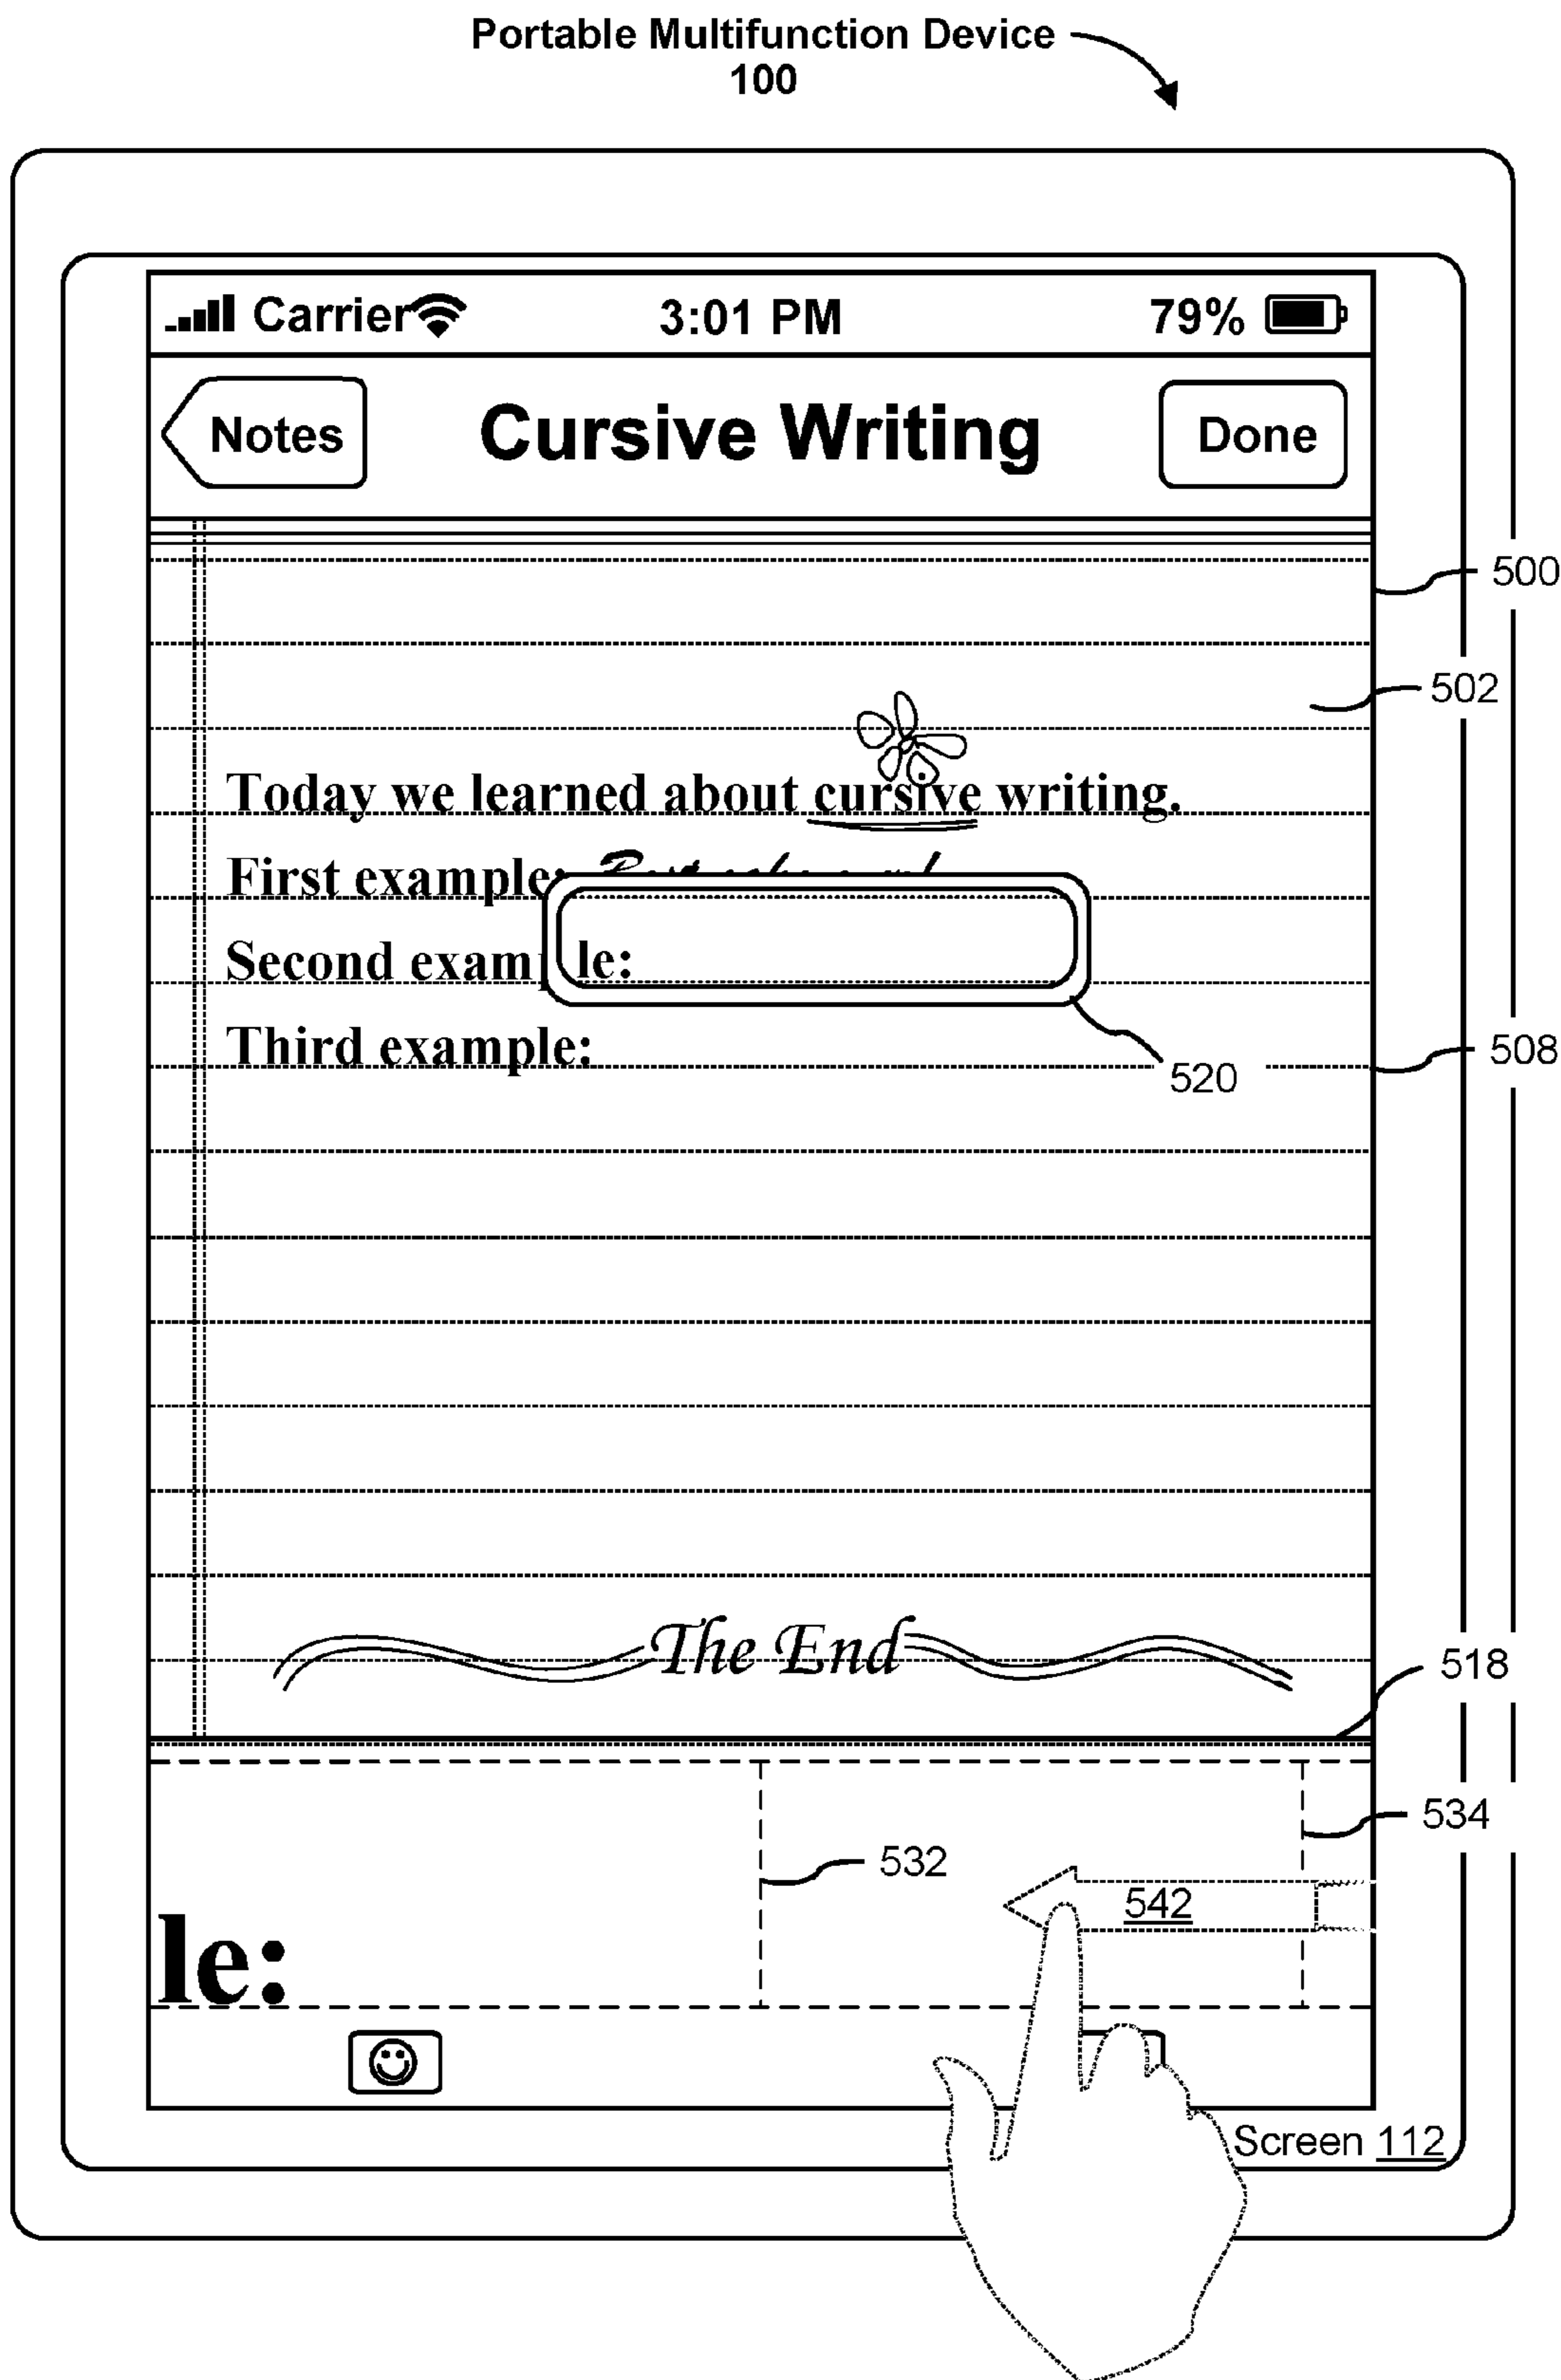 Portable Multifunction Device
100
Carrier 3:01 PM 79%
Notes Cursive Writing Done
500
502
Today we learned about cursive writing.
First example:
Second exam le:
Third example:
520
508
The End
518
534
532
542
le:
Screen 112